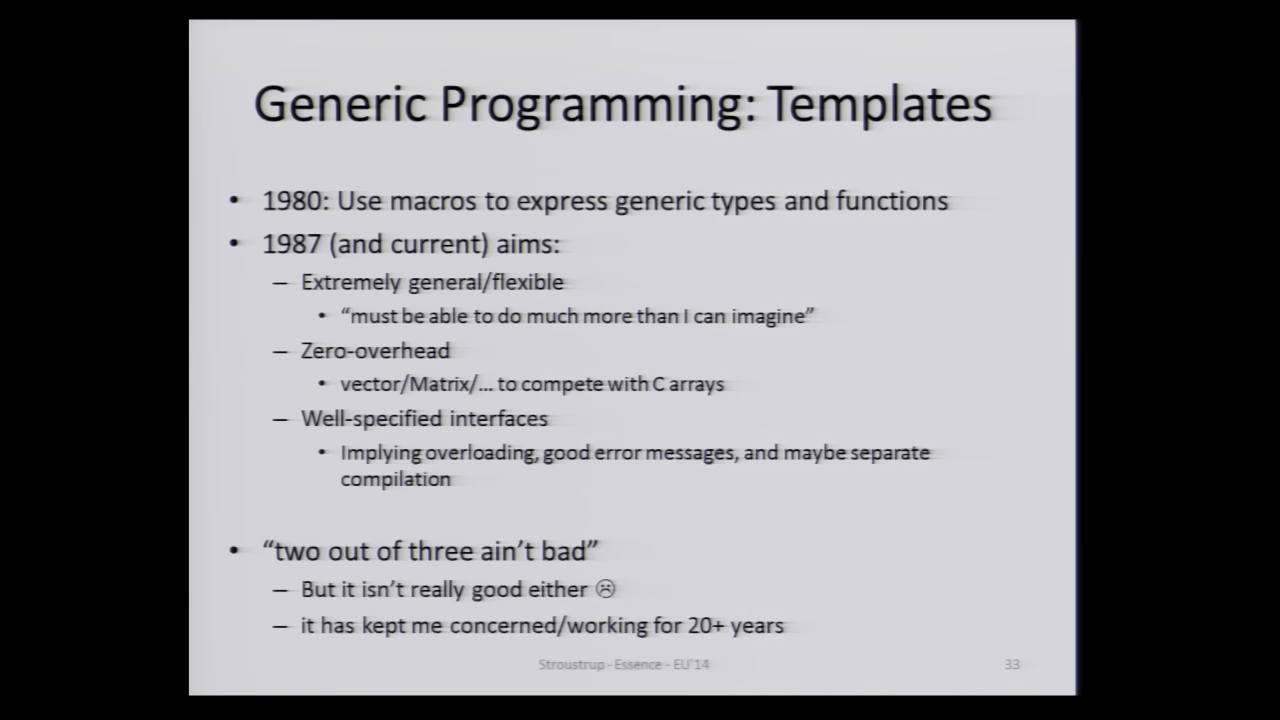 Generic Programming: Templates
• 1980: Use macros to express generic types and functions
• 1987 (and current) aims:
– Extremely general/flexible
• “must be able to do much more than I can imagine”
– Zero-overhead
• vector/Matrix/… to compete with C arrays
– Well-specified interfaces
• Implying overloading, good error messages, and maybe separate
compilation
• “two out of three ain’t bad”
– But it isn’t really good either ☹
– it has kept me concerned/working for 20+ years
Stroustrup - Essence - EU'14
33